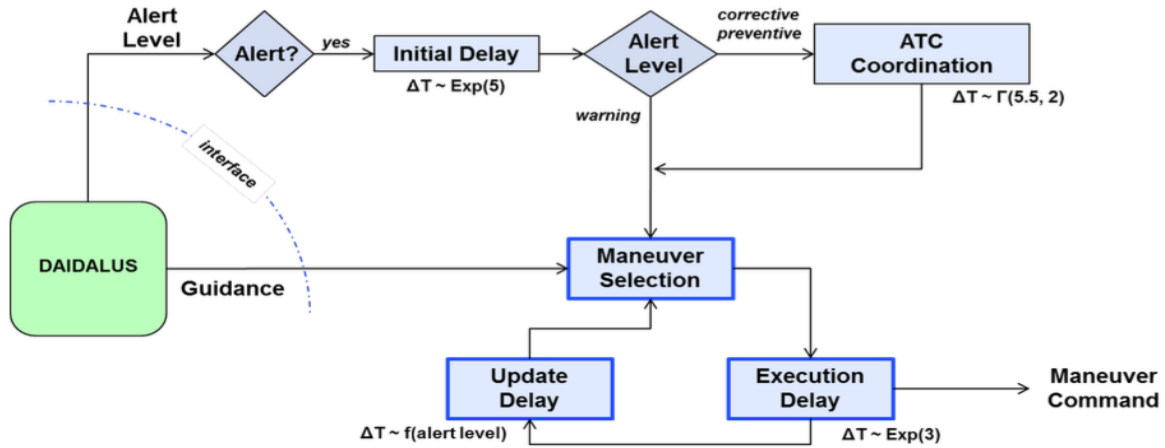 Alert
Level
Alert?
yes
Initial Delay
ΔT ~ Exp(5)
Alert
Level
corrective
preventive
ATC
Coordination
ΔT ~ Γ(5.5, 2)
warning
interface
DAIDALUS
Guidance
Maneuver
Selection
Update
Delay
ΔT ~ f(alert level)
Execution
Delay
ΔT ~ Exp(3)
Maneuver
Command